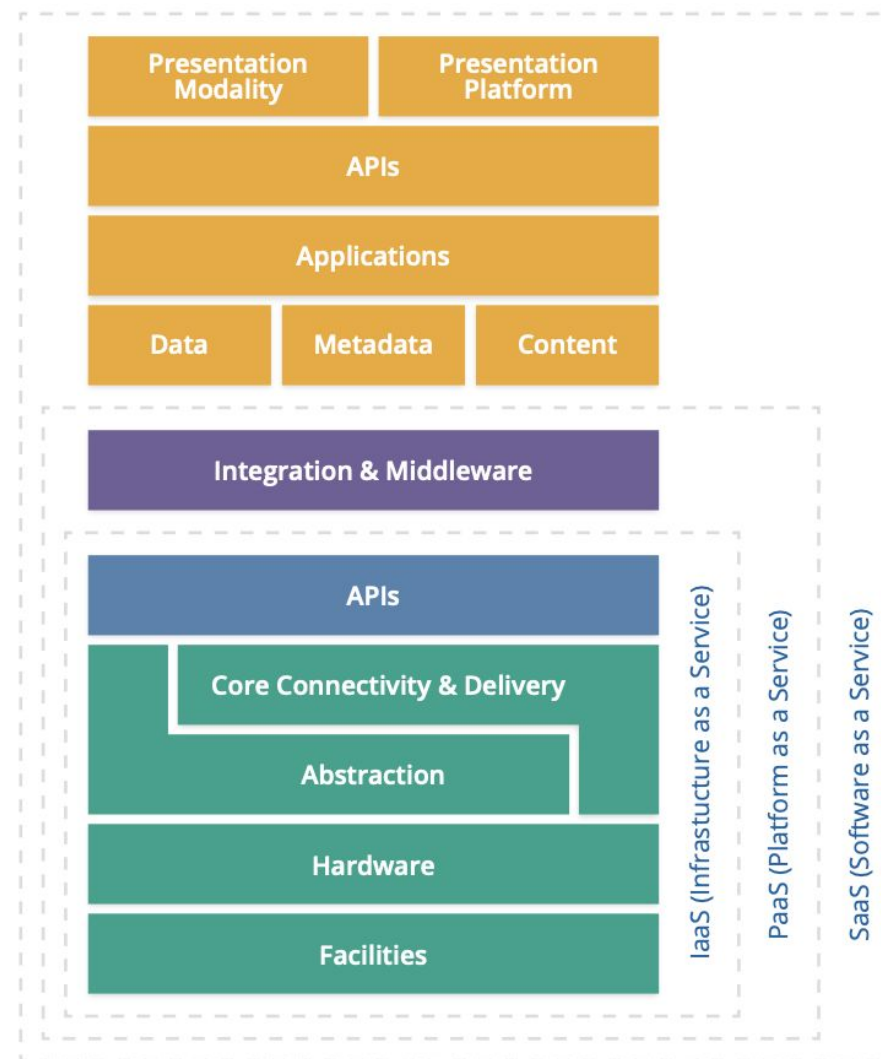 Presentation
Modality
Presentation
Platform
APIs
Applications
Data
Metadata
Content
Integration & Middleware
APIs
Core Connectivity & Delivery
Abstraction
Hardware
Facilities
IaaS (Infrastucture as a Service)
PaaS (Platform as a Service)
SaaS (Software as a Service)